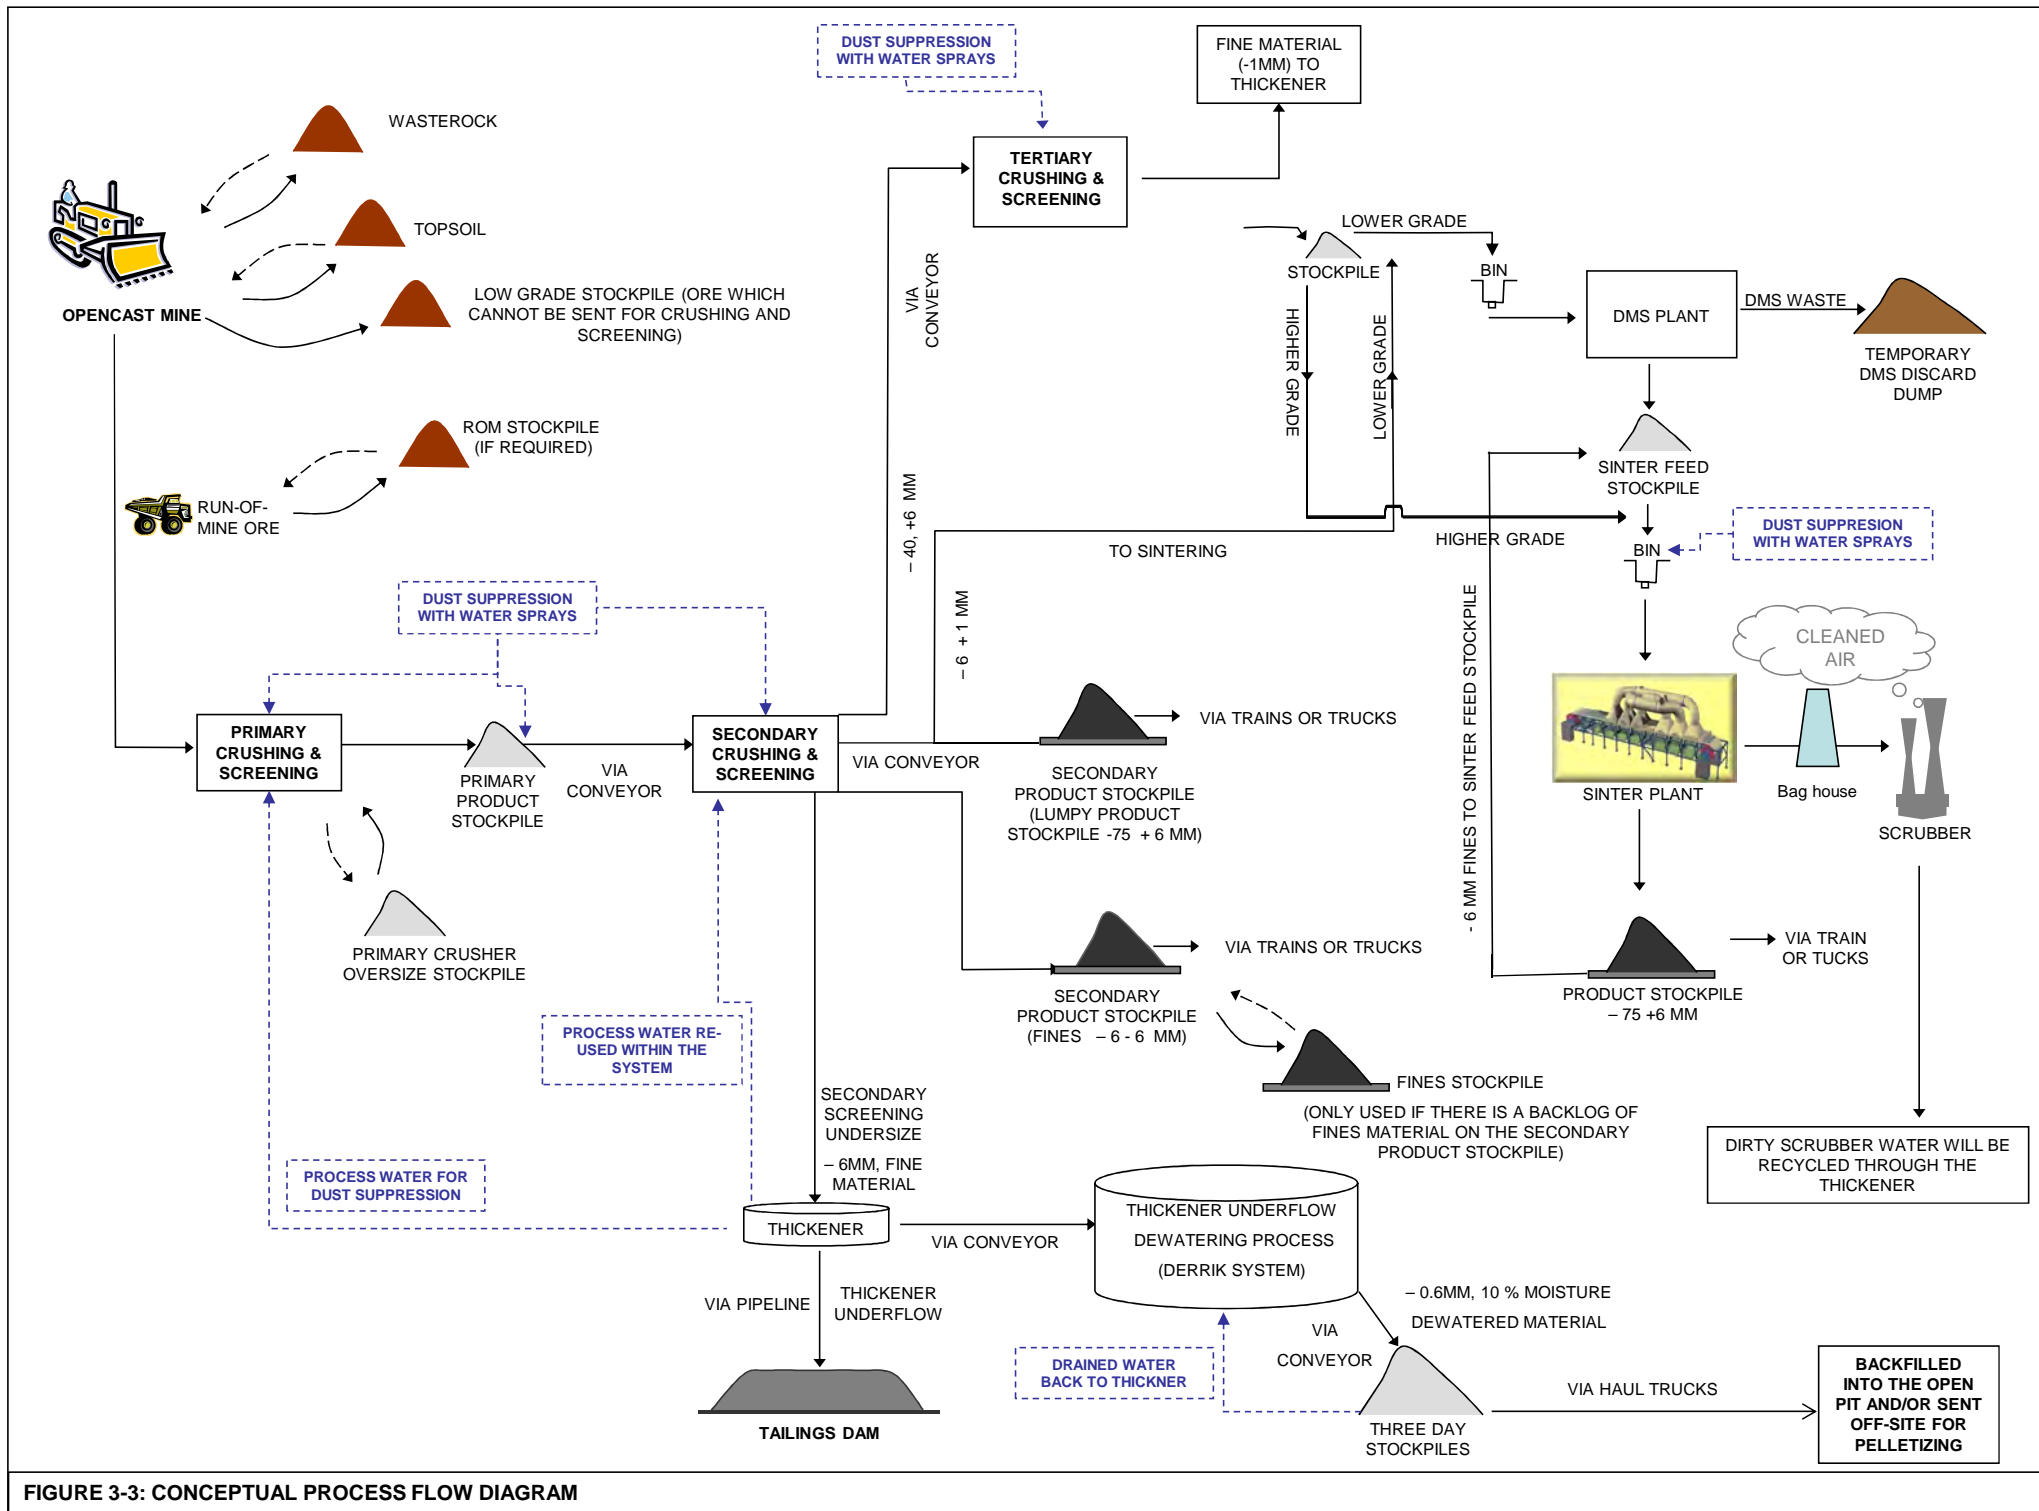 DUST SUPPRESSION
WITH WATER SPRAYS
FINE MATERIAL
(-1MM) TO
THICKENER
WASTEROCK
TERTIARY
CRUSHING &
SCREENING
TOPSOIL
LOWER GRADE
STOCKPILE
BIN
OPENCAST MINE
LOW GRADE STOCKPILE (ORE WHICH
CANNOT BE SENT FOR CRUSHING AND
SCREENING)
VIA
CONVEYOR
HIGHER GRADE
LOWER GRADE
DMS PLANT
DMS WASTE
TEMPORARY
DMS DISCARD
DUMP
ROM STOCKPILE
(IF REQUIRED)
SINTER FEED
STOCKPILE
RUN-OF-
MINE ORE
– 40, +6 MM
TO SINTERING
HIGHER GRADE
BIN
DUST SUPPRESION
WITH WATER SPRAYS
DUST SUPPRESSION
WITH WATER SPRAYS
– 6 + 1 MM
- 6 MM FINES TO SINTER FEED STOCKPILE
CLEANED
AIR
PRIMARY
CRUSHING &
SCREENING
PRIMARY
PRODUCT
STOCKPILE
VIA
CONVEYOR
SECONDARY
CRUSHING &
SCREENING
VIA CONVEYOR
VIA TRAINS OR TRUCKS
SECONDARY
PRODUCT STOCKPILE
(LUMPY PRODUCT
STOCKPILE -75 + 6 MM)
SINTER PLANT
Bag house
SCRUBBER
PRIMARY CRUSHER
OVERSIZE STOCKPILE
VIA TRAINS OR TRUCKS
SECONDARY
PRODUCT STOCKPILE
(FINES – 6 - 6 MM)
VIA TRAIN
OR TUCKS
PRODUCT STOCKPILE
– 75 +6 MM
PROCESS WATER RE-
USED WITHIN THE
SYSTEM
FINES STOCKPILE
(ONLY USED IF THERE IS A BACKLOG OF
FINES MATERIAL ON THE SECONDARY
PRODUCT STOCKPILE)
SECONDARY
SCREENING
UNDERSIZE
– 6MM, FINE
MATERIAL
DIRTY SCRUBBER WATER WILL BE
RECYCLED THROUGH THE
THICKENER
PROCESS WATER FOR
DUST SUPPRESSION
THICKENER
VIA CONVEYOR
THICKENER UNDERFLOW
DEWATERING PROCESS
(DERRIK SYSTEM)
VIA PIPELINE
THICKENER
UNDERFLOW
– 0.6MM, 10 % MOISTURE
DEWATERED MATERIAL
VIA
CONVEYOR
DRAINED WATER
BACK TO THICKNER
TAILINGS DAM
THREE DAY
STOCKPILES
VIA HAUL TRUCKS
BACKFILLED
INTO THE OPEN
PIT AND/OR SENT
OFF-SITE FOR
PELLETIZING
FIGURE 3-3: CONCEPTUAL PROCESS FLOW DIAGRAM